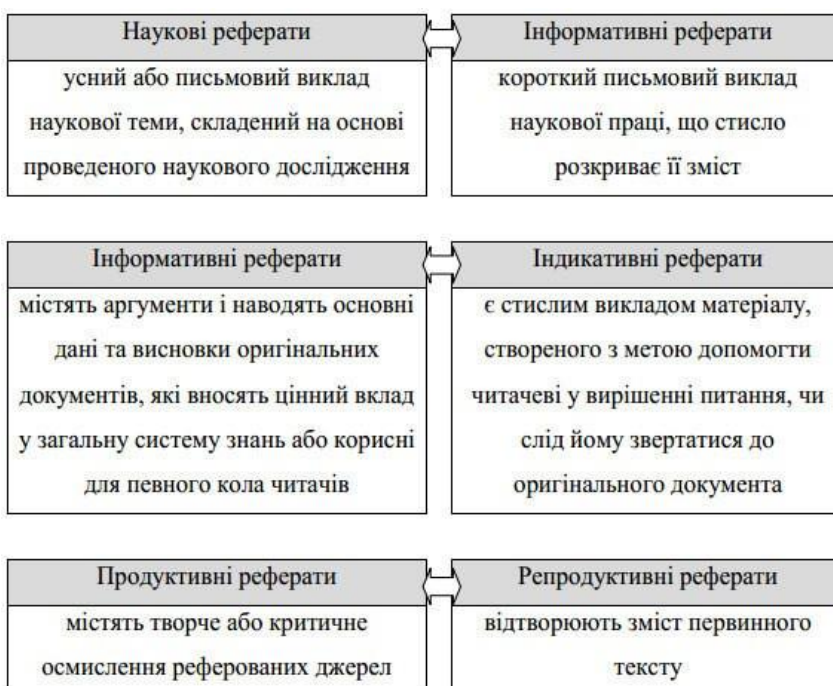 Наукові реферати
усний або письмовий виклад
наукової теми, складений на основі
проведеного наукового дослідження
Інформативні реферати
короткий письмовий виклад
наукової праці, що стисло
розкриває її зміст
Інформативні реферати
містять аргументи і наводять основні
дані та висновки оригінальних
документів, які вносять цінний вклад
у загальну систему знань або корисні
для певного кола читачів
Індикативні реферати
є стислим викладом матеріалу,
створеного з метою допомогти
читачеві у вирішенні питання, чи
слід йому звертатися до
оригінального документа
Продуктивні реферати
містять творче або критичне
осмислення реферованих джерел
Репродуктивні реферати
відтворюють зміст первинного
тексту